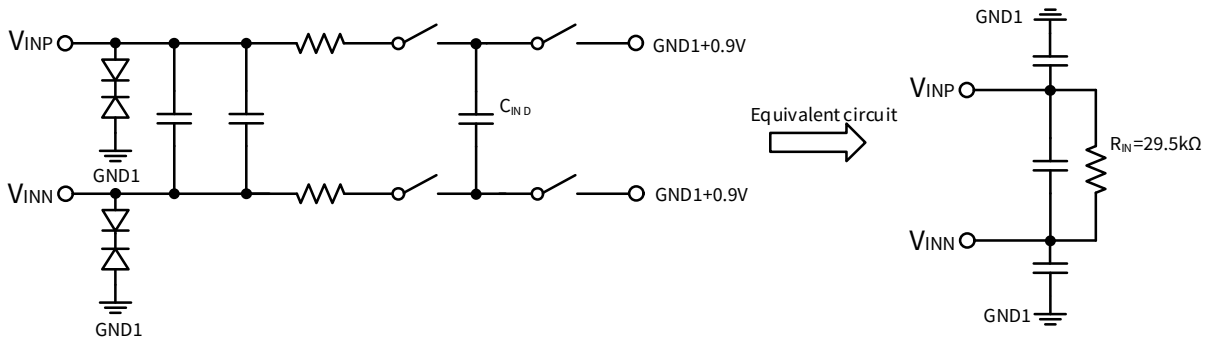 VINP
GND1+0.9V
CIND
GND1
VINN
GND1+0.9V
GND1
Equivalent circuit
GND1
VINP
RIN=29.5kΩ
VINN
GND1